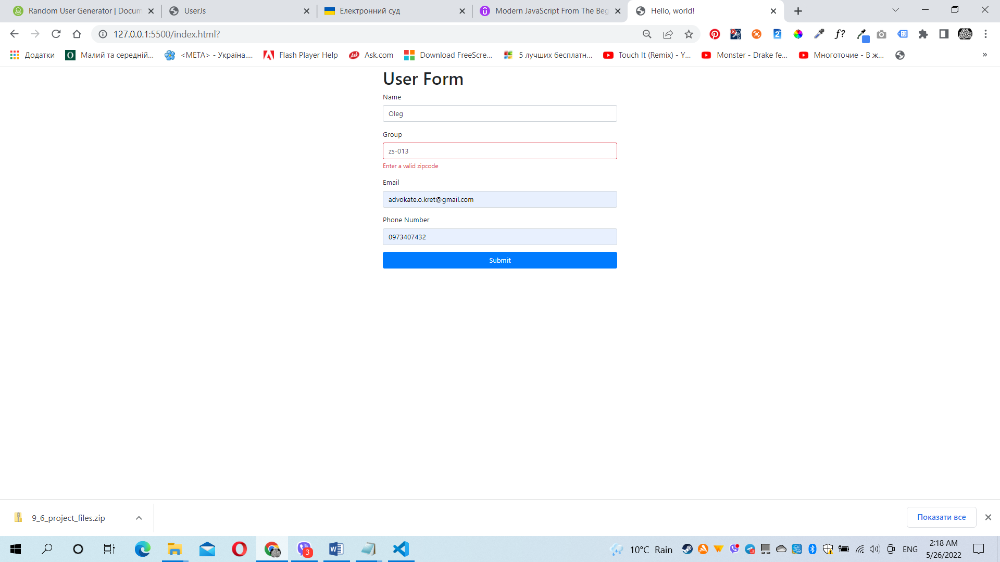 Random User Generator | Docum
UserJs
Електронний суд
Modern JavaScript From The Beg
Hello, world!
127.0.0.1:5500/index.html?
f?
Додатки
Малий та середній...
<META> - Україна....
Flash Player Help
Ask.com
Download FreeScre...
5 лучших бесплатн...
Touch It (Remix) - Y...
Monster - Drake fe...
Многоточие - В ж...
»
User Form
Name
Oleg
Group
zs-013
Enter a valid zipcode
Email
advokate.o.kret@gmail.com
Phone Number
0973407432
Submit
9_6_project_files.zip
Показати все
3
10°C Rain
ENG
2:18 AM
5/26/2022